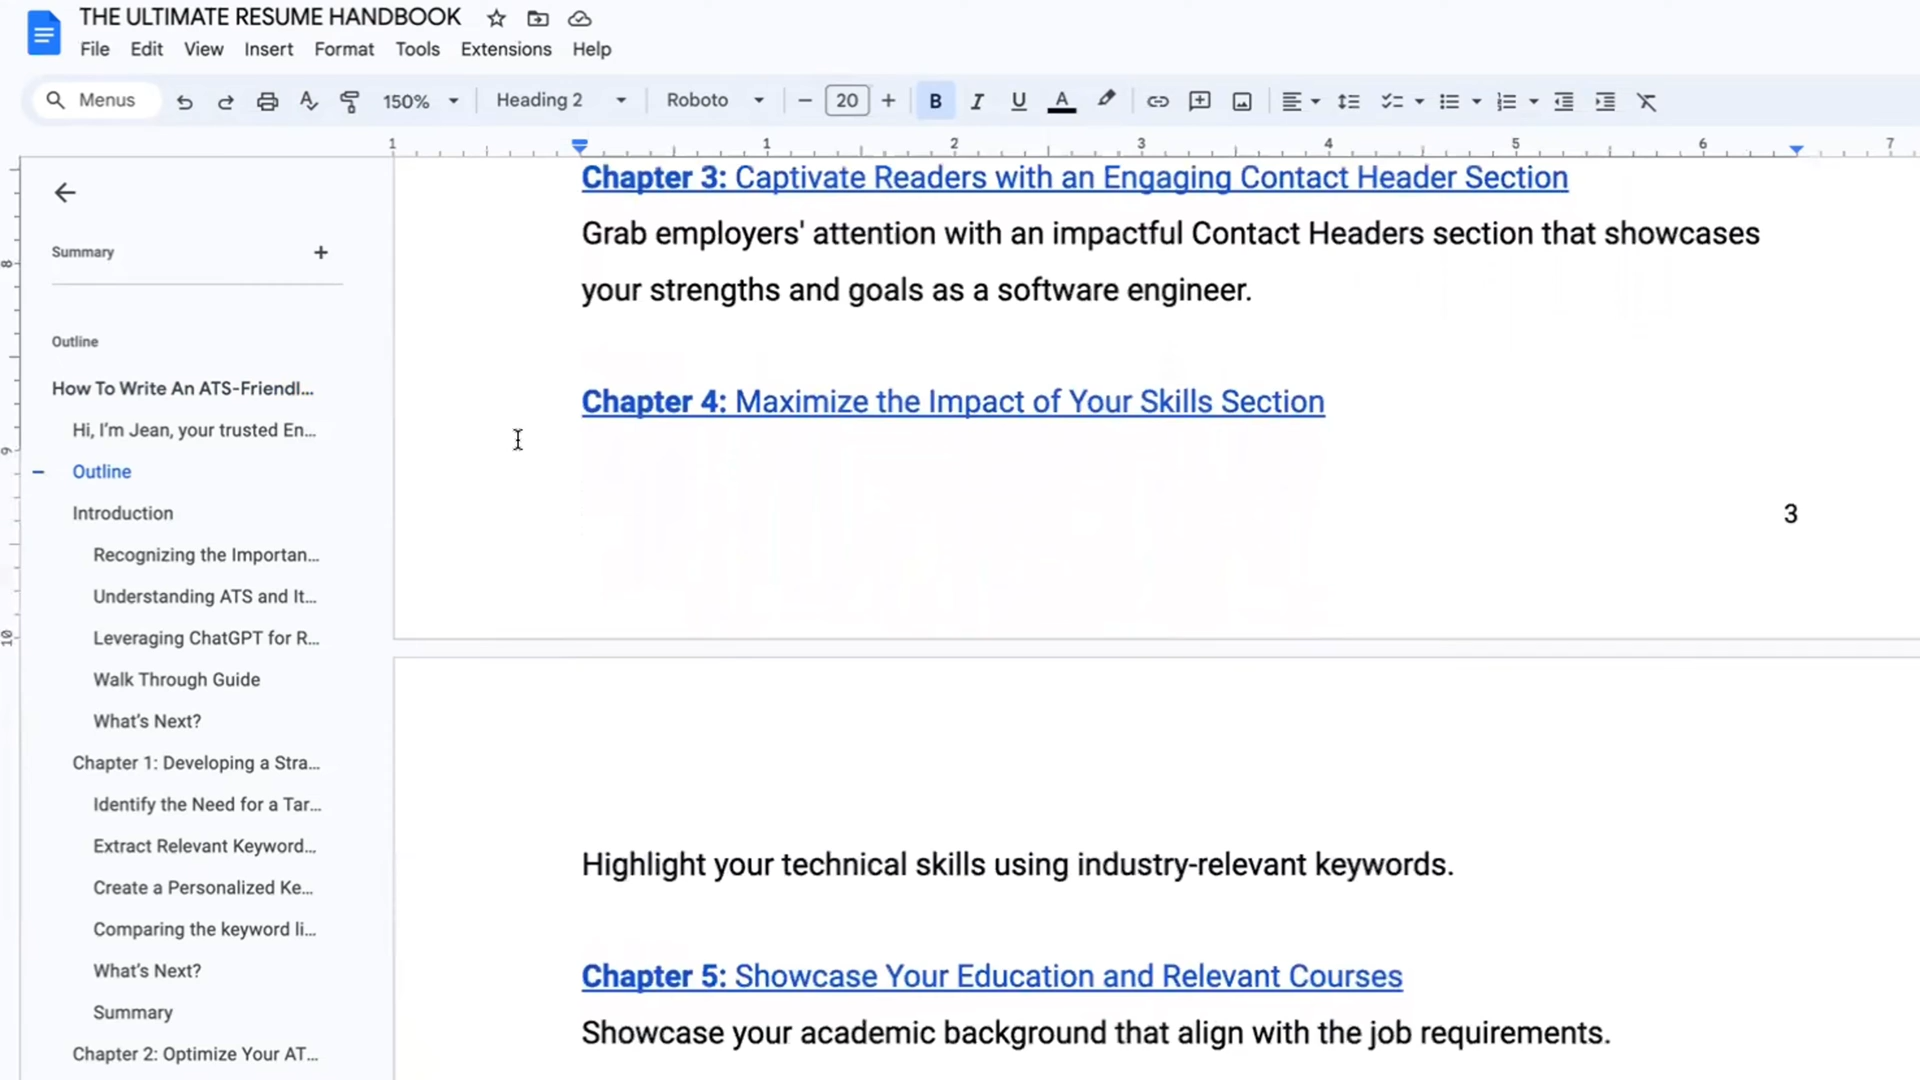 THE ULTIMATE RESUME HANDBOOK
File Edit View Insert Format Tools Extensions Help
Menus 150% Heading 2 Roboto 20 B I U A
1 1 2 3 4 5 6 7
Chapter 3: Captivate Readers with an Engaging Contact Header Section
Grab employers' attention with an impactful Contact Headers section that showcases
your strengths and goals as a software engineer.
Chapter 4: Maximize the Impact of Your Skills Section
3
Highlight your technical skills using industry-relevant keywords.
Chapter 5: Showcase Your Education and Relevant Courses
Showcase your academic background that align with the job requirements.
Summary
Outline
How To Write An ATS-Friendl...
Hi, I'm Jean, your trusted En...
Outline
Introduction
Recognizing the Importan...
Understanding ATS and It...
Leveraging ChatGPT for R...
Walk Through Guide
What's Next?
Chapter 1: Developing a Stra...
Identify the Need for a Tar...
Extract Relevant Keyword...
Create a Personalized Ke...
Comparing the keyword li...
What's Next?
Summary
Chapter 2: Optimize Your AT...
8
9
10